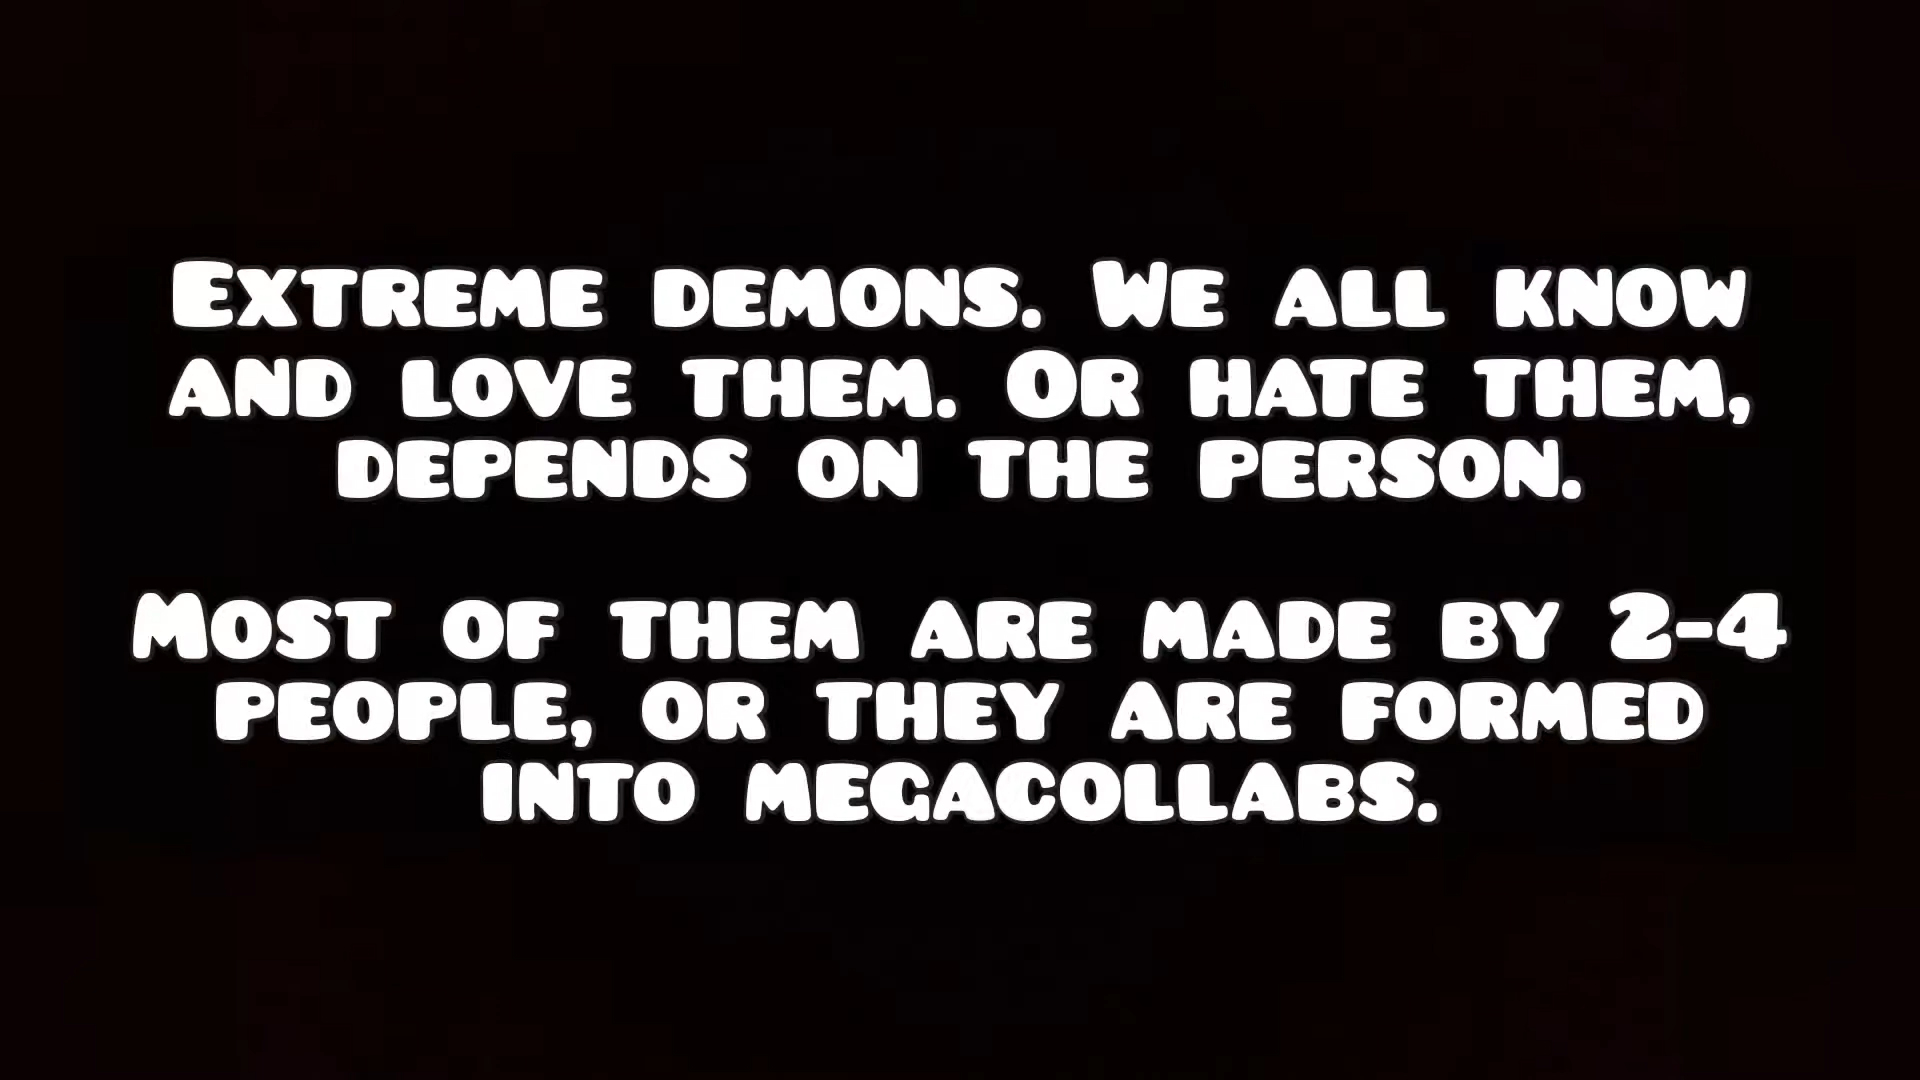 Extreme demons. We all know
and love them. Or hate them,
depends on the person.
Most of them are made by 2-4
people, or they are formed
into megacollabs.